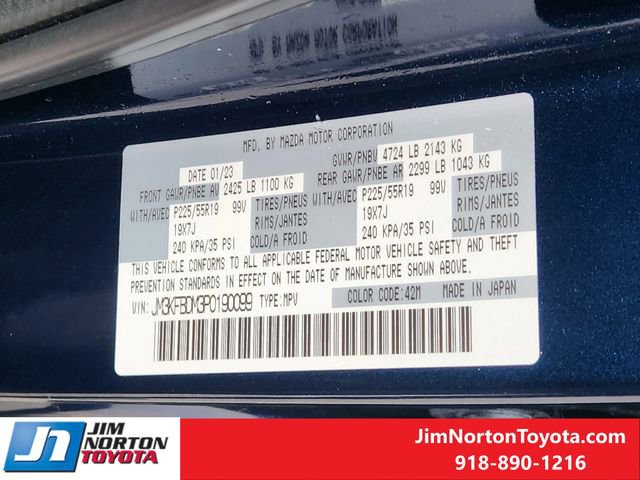 MFD. BY MAZDA MOTOR CORPORATION
DATE 01/23 GVWR/PNBV 4724 LB 2143 KG
FRONT GAWR/PNBE AV 2425 LB 1100 KG REAR GAWR/PNBE AR 2299 LB 1043 KG
WITH/AVEC P225/55R19 99V TIRES/PNEUS WITH/AVEC P225/55R19 99V TIRES/PNEUS
19X7J RIMS/JANTES 19X7J RIMS/JANTES
240 KPA/35 PSI COLD/A FROID 240 KPA/35 PSI COLD/A FROID
THIS VEHICLE CONFORMS TO ALL APPLICABLE FEDERAL MOTOR VEHICLE SAFETY AND THEFT
PREVENTION STANDARDS IN EFFECT ON THE DATE OF MANUFACTURE SHOWN ABOVE.
VIN: JM3KFBDM3P0190099 TYPE: MPV COLOR CODE:42M MADE IN JAPAN
JIM
NORTON
TOYOTA
JimNortonToyota.com
918-890-1216